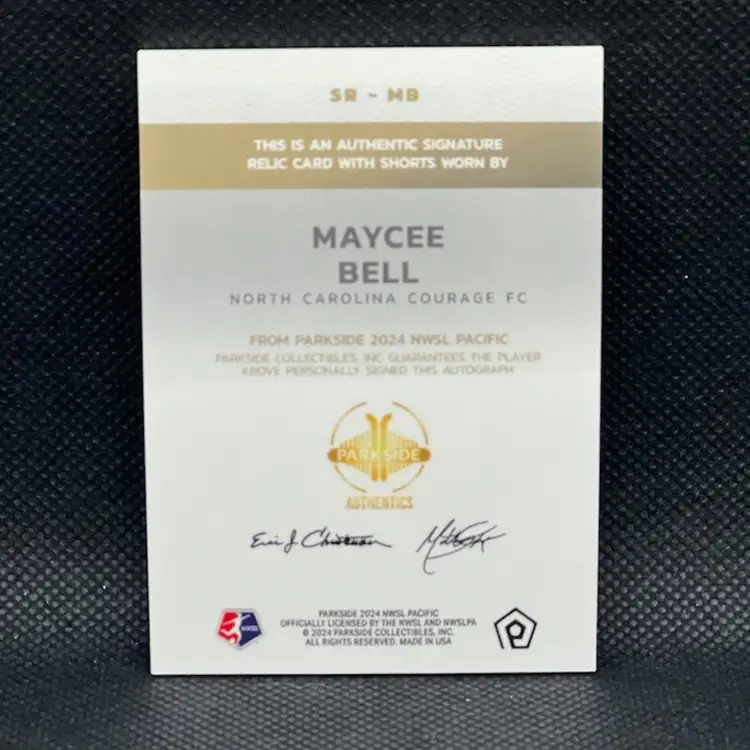 SR - MB
THIS IS AN AUTHENTIC SIGNATURE
RELIC CARD WITH SHORTS WORN BY
MAYCEE
BELL
NORTH CAROLINA COURAGE FC
FROM PARKSIDE 2024 NWSL PACIFIC
PARKSIDE COLLECTIBLES, INC GUARANTEES THE PLAYER
ABOVE PERSONALLY SIGNED THIS AUTOGRAPH
PARKSIDE
AUTHENTICS
Eric J.
PARKSIDE 2024 NWSL PACIFIC
OFFICIALLY LICENSED BY THE NWSL AND NWSLPA
© 2024 PARKSIDE COLLECTIBLES, INC.
ALL RIGHTS RESERVED. MADE IN USA